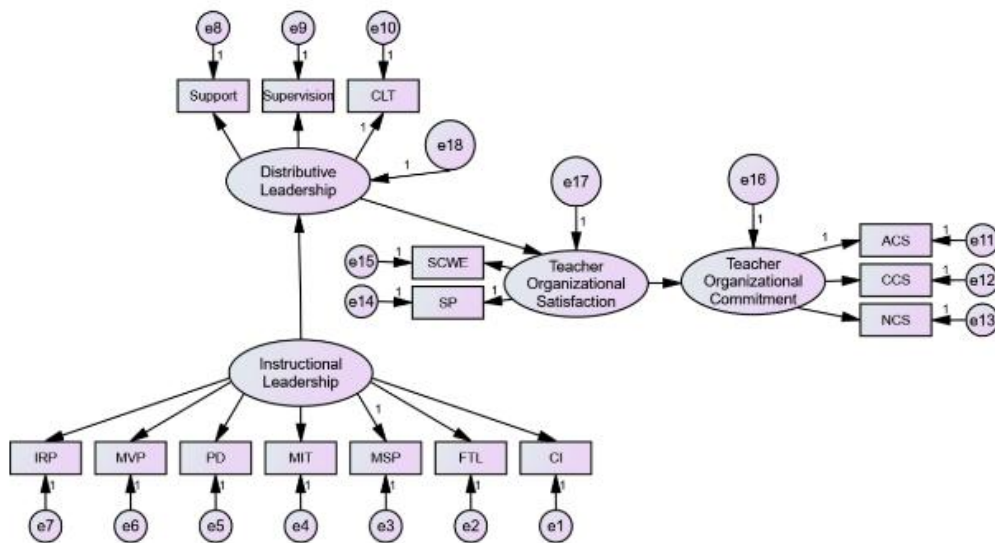 e8 e9 e10
1 1 1
Support Supervision CLT
1
e18
1
Distributive
Leadership
e17
1
e16
1
e15 1 SCWE
e14 1 SP 1
Teacher
Organizational
Satisfaction
Teacher
Organizational
Commitment
1 ACS 1 e11
CCS 1 e12
NCS 1 e13
Instructional
Leadership
1
IRP MVP PD MIT MSP FTL CI
1 1 1 1 1 1 1
e7 e6 e5 e4 e3 e2 e1